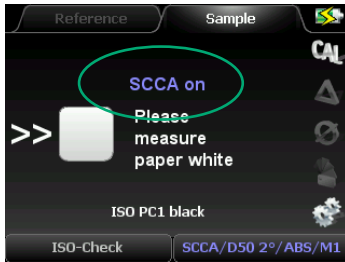 Reference
Sample
CAL
SCCA on
>>
Please
measure
paper white
ISO PC1 black
ISO-Check
SCCA/D50 2°/ABS/M1